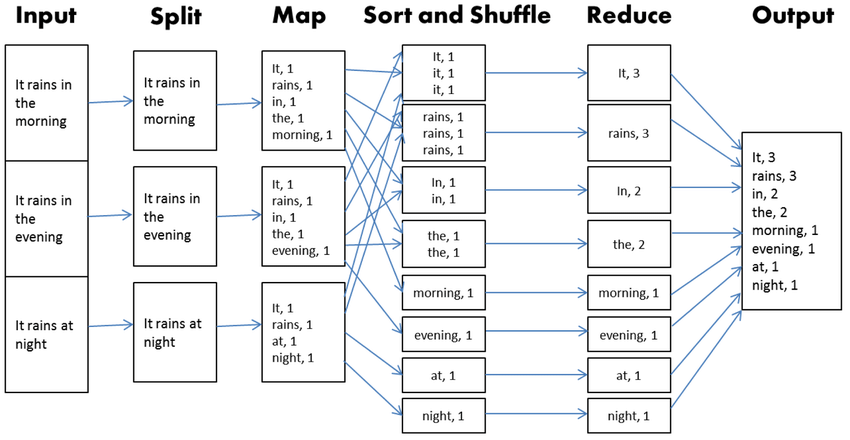 Input
Split
Map
Sort and Shuffle
Reduce
Output
It rains in
the
morning
It rains in
the
evening
It rains at
night
It rains in
the
morning
It rains in
the
evening
It rains at
night
It, 1
rains, 1
in, 1
the, 1
morning, 1
It, 1
rains, 1
in, 1
the, 1
evening, 1
It, 1
rains, 1
at, 1
night, 1
It, 1
it, 1
it, 1
rains, 1
rains, 1
rains, 1
In, 1
in, 1
the, 1
the, 1
morning, 1
evening, 1
at, 1
night, 1
It, 3
rains, 3
In, 2
the, 2
morning, 1
evening, 1
at, 1
night, 1
It, 3
rains, 3
in, 2
the, 2
morning, 1
evening, 1
at, 1
night, 1